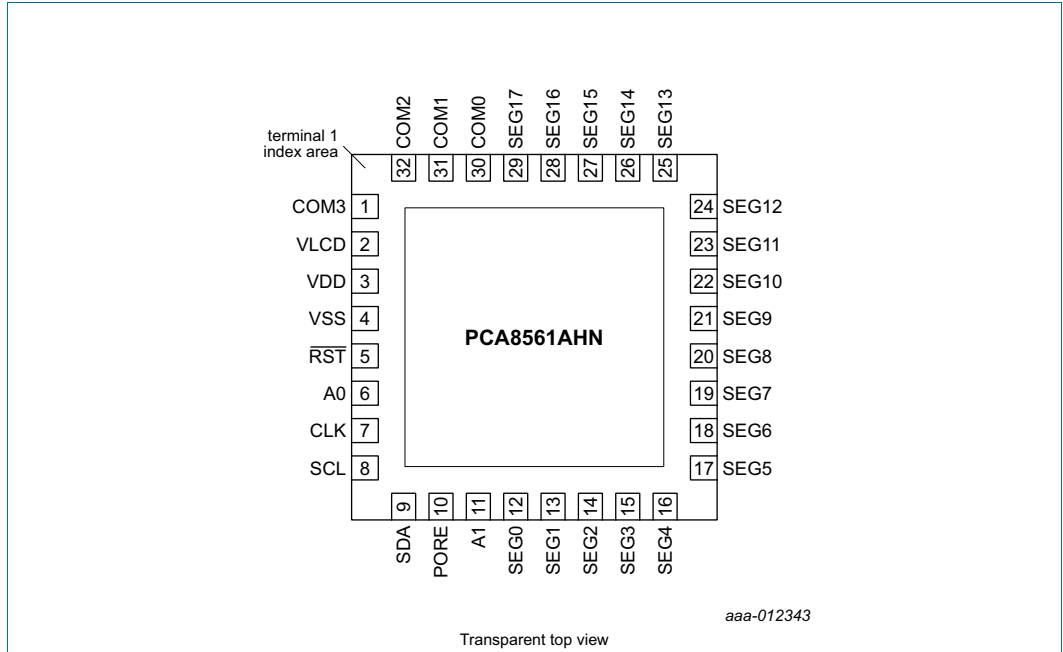 COM2
COM1
COM0
SEG17
SEG16
SEG15
SEG14
SEG13
terminal 1
index area
32
31
30
29
28
27
26
25
COM3 1
VLCD 2
VDD 3
VSS 4
RST 5
A0 6
CLK 7
SCL 8
PCA8561AHN
24 SEG12
23 SEG11
22 SEG10
21 SEG9
20 SEG8
19 SEG7
18 SEG6
17 SEG5
9
10
11
12
13
14
15
16
SDA
PORE
A1
SEG0
SEG1
SEG2
SEG3
SEG4
aaa-012343
Transparent top view